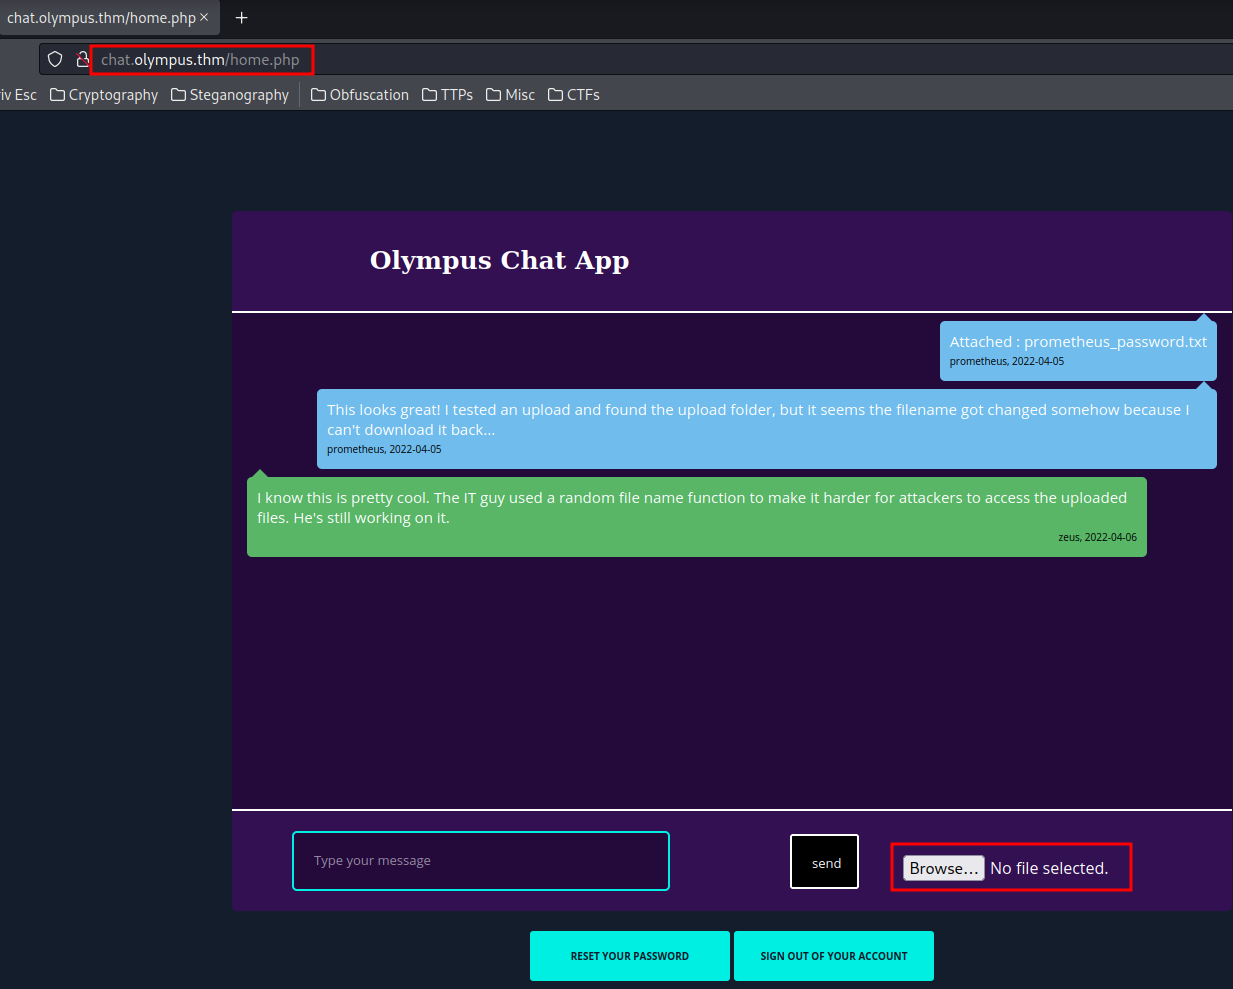 chat.olympus.thm/home.php ×
+
chat.olympus.thm/home.php
iv Esc Cryptography Steganography Obfuscation TTPs Misc CTFs
Olympus Chat App
Attached : prometheus_password.txt
prometheus, 2022-04-05
This looks great! I tested an upload and found the upload folder, but it seems the filename got changed somehow because I
can't download it back...
prometheus, 2022-04-05
I know this is pretty cool. The IT guy used a random file name function to make it harder for attackers to access the uploaded
files. He's still working on it.
zeus, 2022-04-06
Type your message
send
Browse... No file selected.
RESET YOUR PASSWORD
SIGN OUT OF YOUR ACCOUNT